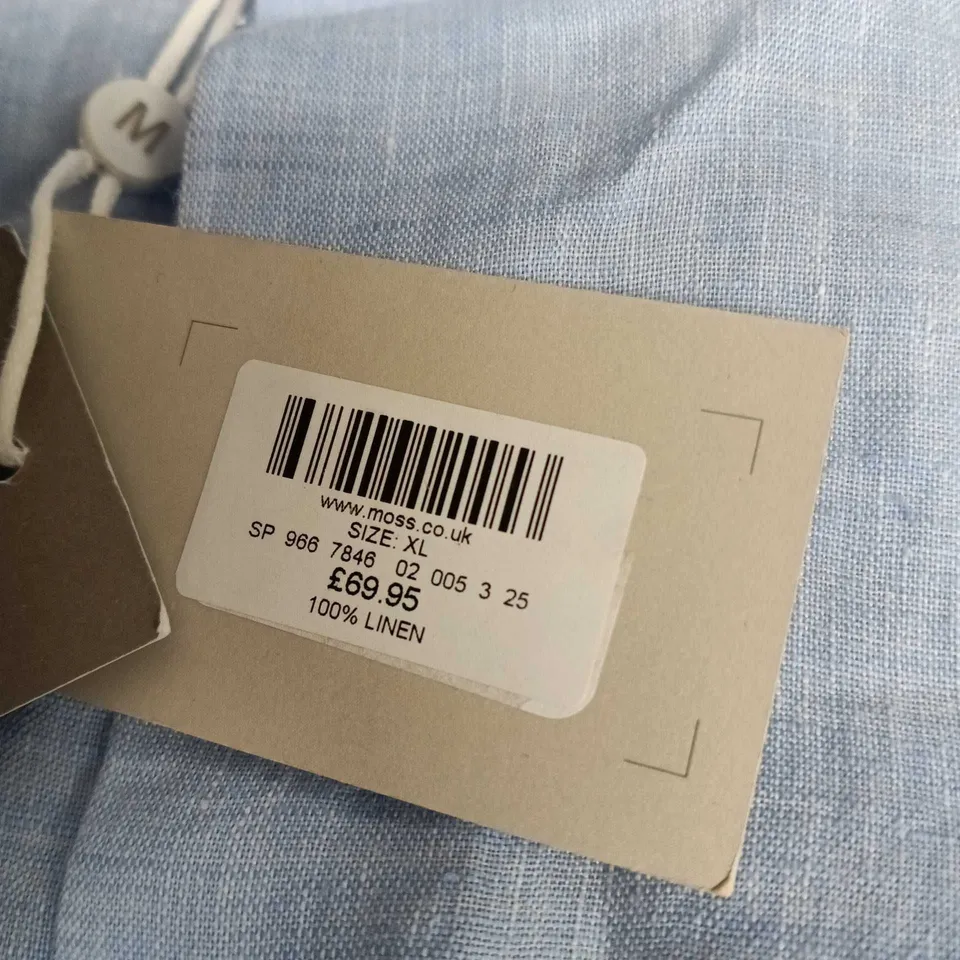 M
www.moss.co.uk
SIZE: XL
SP 966 7846 02 005 3 25
£69.95
100% LINEN